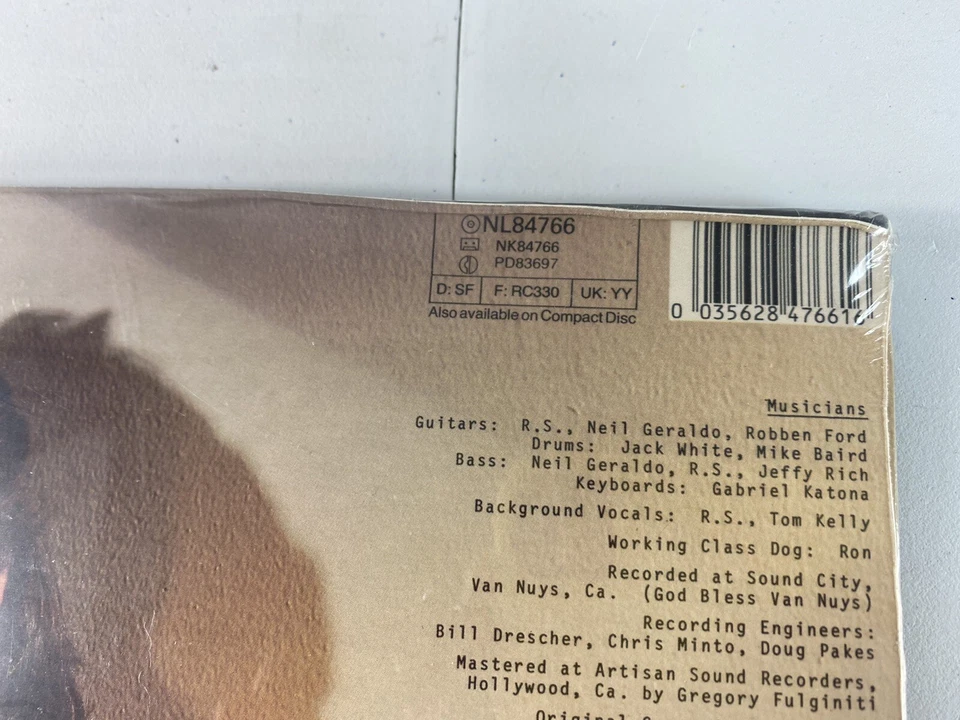 NL84766
NK84766
PD83697
D: SF F: RC330 UK: YY
Also available on Compact Disc
0 035628 476616
Musicians
Guitars: R.S., Neil Geraldo, Robben Ford
Drums: Jack White, Mike Baird
Bass: Neil Geraldo, R.S., Jeffy Rich
Keyboards: Gabriel Katona
Background Vocals: R.S., Tom Kelly
Working Class Dog: Ron
Recorded at Sound City,
Van Nuys, Ca. (God Bless Van Nuys)
Recording Engineers:
Bill Drescher, Chris Minto, Doug Pakes
Mastered at Artisan Sound Recorders,
Hollywood, Ca. by Gregory Fulginiti
Original